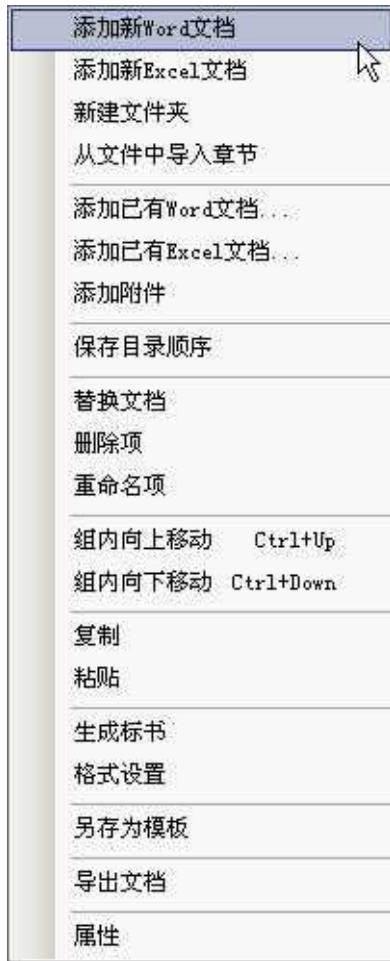 添加新Word文档
添加新Excel文档
新建文件夹
从文件中导入章节
添加已有Word文档...
添加已有Excel文档...
添加附件
保存目录顺序
替换文档
删除项
重命名项
组内向上移动 Ctrl+Up
组内向下移动 Ctrl+Down
复制
粘贴
生成标书
格式设置
另存为模板
导出文档
属性